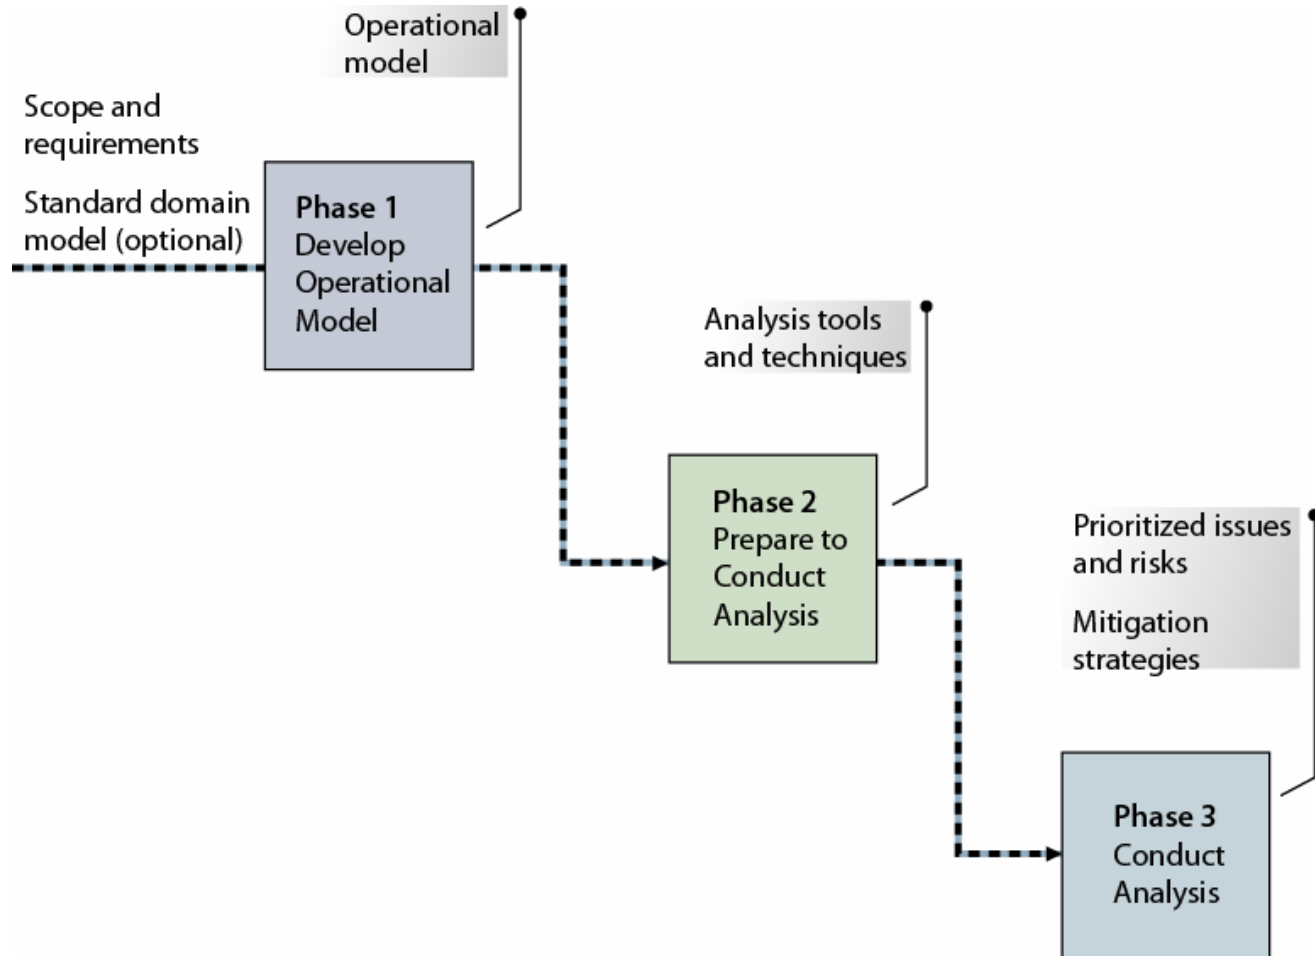 Operational
model
Scope and
requirements
Standard domain
model (optional)
Phase 1
Develop
Operational
Model
Analysis tools
and techniques
Phase 2
Prepare to
Conduct
Analysis
Prioritized issues
and risks
Mitigation
strategies
Phase 3
Conduct
Analysis